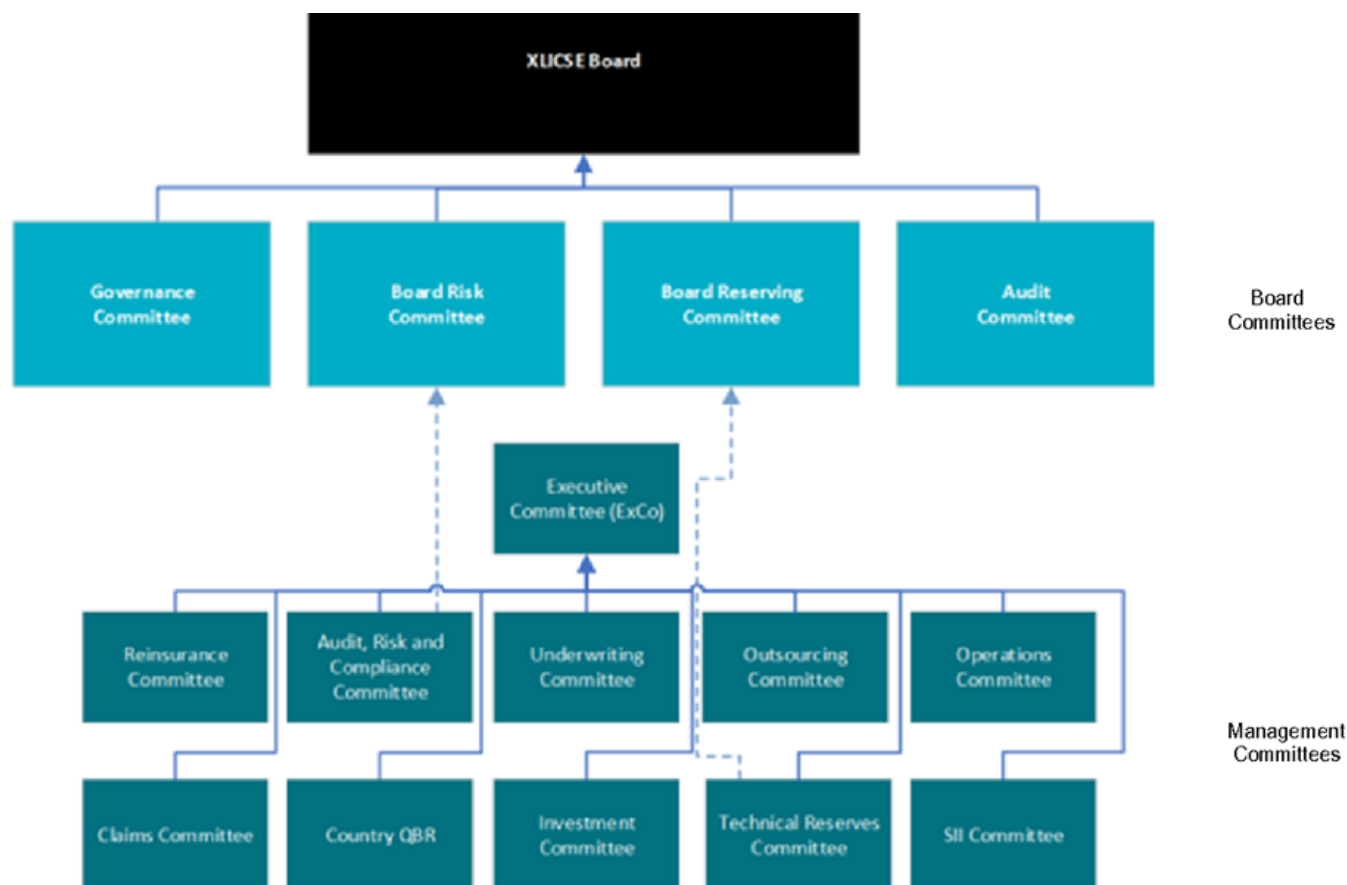 XLICSE Board
Governance
Committee
Board Risk
Committee
Board Reserving
Committee
Audit
Committee
Board
Committees
Executive
Committee (ExCo)
Reinsurance
Committee
Audit, Risk and
Compliance
Committee
Underwriting
Committee
Outsourcing
Committee
Operations
Committee
Management
Committees
Claims Committee
Country QBR
Investment
Committee
Technical Reserves
Committee
SII Committee